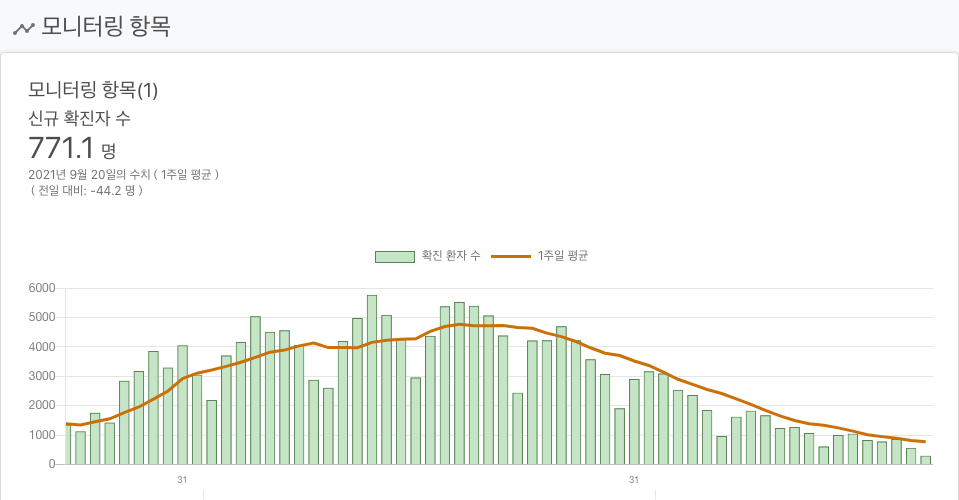 모니터링 항목
모니터링 항목(1)
신규 확진자 수
771.1 명
2021년 9월 20일의 수치 ( 1주일 평균 )
( 전일 대비: -44.2 명 )
확진 환자 수 1주일 평균
6000
5000
4000
3000
2000
1000
0
31 31